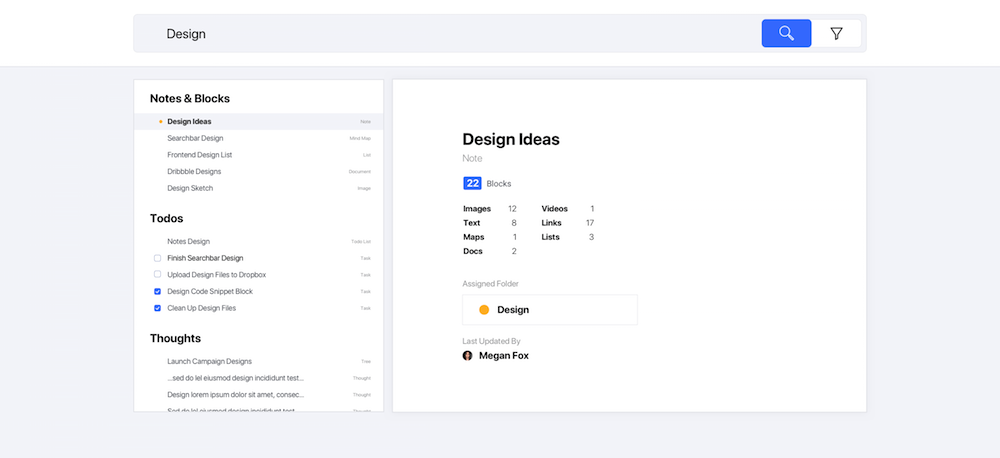 Design
Notes & Blocks
Design Ideas Note
Searchbar Design Mind Map
Frontend Design List List
Dribbble Designs Document
Design Sketch Image
Todos
Notes Design Todo List
Finish Searchbar Design Task
Upload Design Files to Dropbox Task
Design Code Snippet Block Task
Clean Up Design Files Task
Thoughts
Launch Campaign Designs Tree
...sed do lel eiusmod design incididunt test... Thought
Design lorem ipsum dolor sit amet, consec... Thought
Sed do lel eiusmod design incididunt test Thought
Design Ideas
Note
22 Blocks
Images 12 Videos 1
Text 8 Links 17
Maps 1 Lists 3
Docs 2
Assigned Folder
Design
Last Updated By
Megan Fox